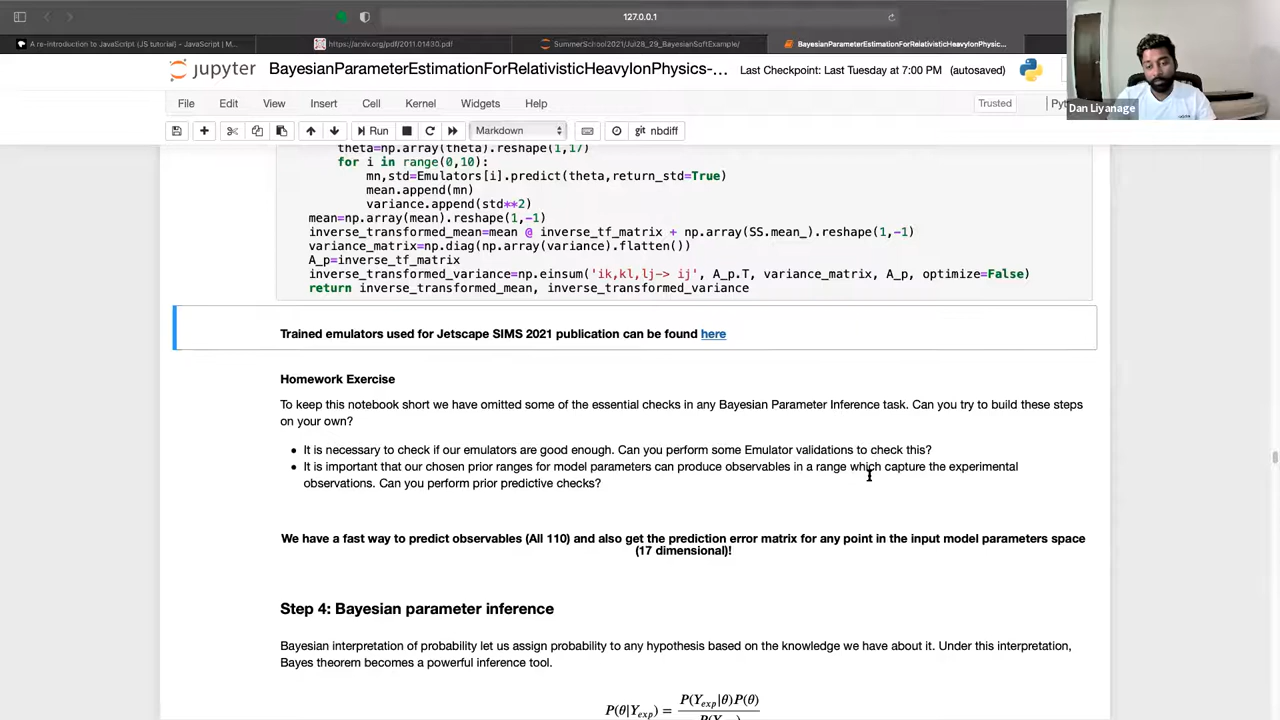 127.0.0.1
A re-introduction to JavaScript (JS tutorial) - JavaScript | M...
https://arxiv.org/pdf/2011.01430.pdf
SummerSchool2021/Jul28_29_BayesianSoftExample/
BayesianParameterEstimationForRelativisticHeavyIonPhysic...
jupyter
BayesianParameterEstimationForRelativisticHeavyIonPhysics-...
Last Checkpoint: Last Tuesday at 7:00 PM
(autosaved)
Dan Liyanage
File Edit View Insert Cell Kernel Widgets Help
Trusted
Run
Markdown
git nbdiff
theta=np.array(theta).reshape(1,17)
for i in range(0,10):
mn,std=Emulators[i].predict(theta,return_std=True)
mean.append(mn)
variance.append(std**2)
mean=np.array(mean).reshape(1,-1)
inverse_transformed_mean=mean @ inverse_tf_matrix + np.array(SS.mean_).reshape(1,-1)
variance_matrix=np.diag(np.array(variance).flatten())
A_p=inverse_tf_matrix
inverse_transformed_variance=np.einsum('ik,kl,lj-> ij', A_p.T, variance_matrix, A_p, optimize=False)
return inverse_transformed_mean, inverse_transformed_variance
Trained emulators used for Jetscape SIMS 2021 publication can be found here
Homework Exercise
To keep this notebook short we have omitted some of the essential checks in any Bayesian Parameter Inference task. Can you try to build these steps
on your own?
• It is necessary to check if our emulators are good enough. Can you perform some Emulator validations to check this?
• It is important that our chosen prior ranges for model parameters can produce observables in a range which capture the experimental
observations. Can you perform prior predictive checks?
We have a fast way to predict observables (All 110) and also get the prediction error matrix for any point in the input model parameters space
(17 dimensional)!
Step 4: Bayesian parameter inference
Bayesian interpretation of probability let us assign probability to any hypothesis based on the knowledge we have about it. Under this interpretation,
Bayes theorem becomes a powerful inference tool.
P(θ|Y_exp) = P(Y_exp|θ)P(θ)